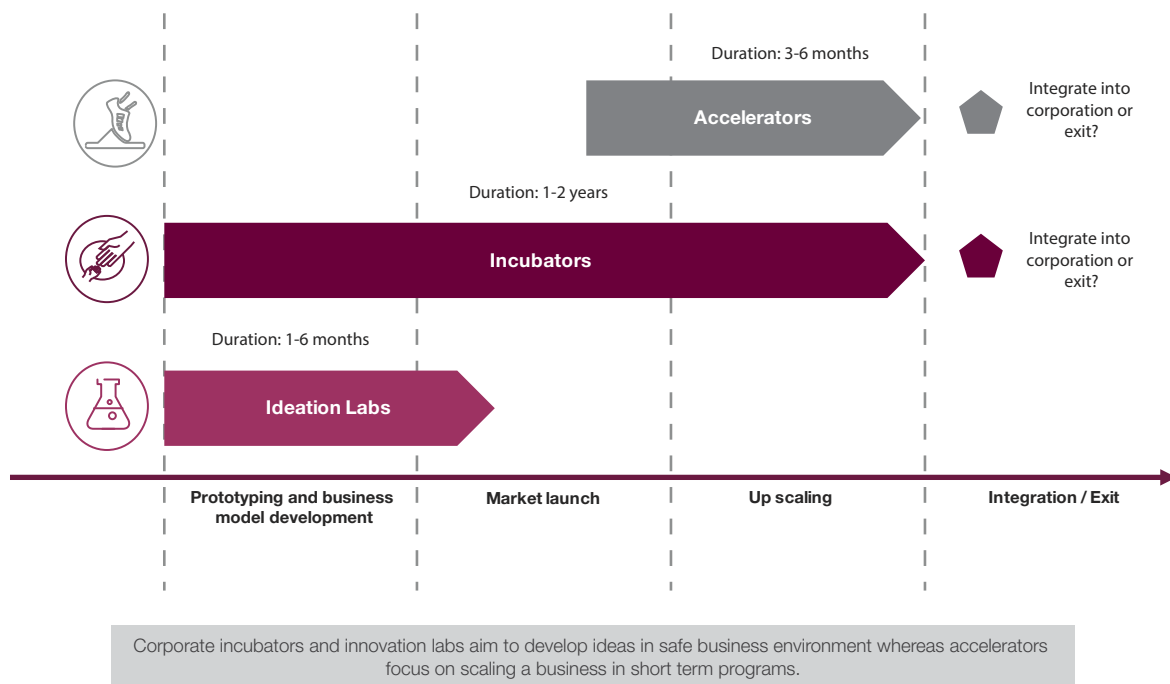 Duration: 3-6 months
Accelerators
Integrate into
corporation or
exit?
Duration: 1-2 years
Incubators
Integrate into
corporation or
exit?
Duration: 1-6 months
Ideation Labs
Prototyping and business
model development
Market launch
Up scaling
Integration / Exit
Corporate incubators and innovation labs aim to develop ideas in safe business environment whereas accelerators
focus on scaling a business in short term programs.